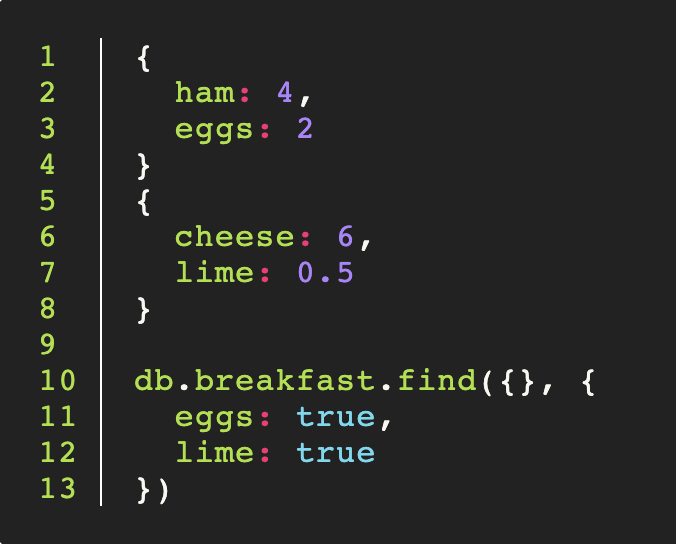 1 {
2   ham: 4,
3   eggs: 2
4 }
5 {
6   cheese: 6,
7   lime: 0.5
8 }
9
10 db.breakfast.find({}, {
11   eggs: true,
12   lime: true
13 })